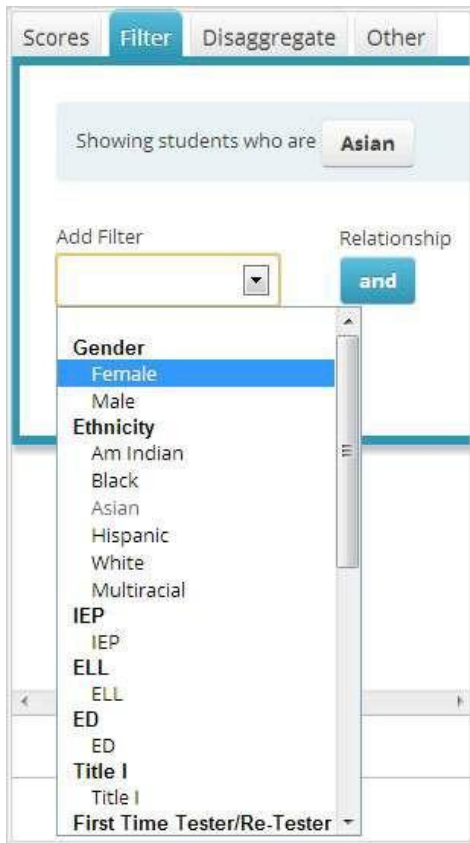 Scores Filter Disaggregate Other
Showing students who are Asian
Add Filter Relationship
and
Gender
Female
Male
Ethnicity
Am Indian
Black
Asian
Hispanic
White
Multiracial
IEP
IEP
ELL
ELL
ED
ED
Title I
Title I
First Time Tester/Re-Tester